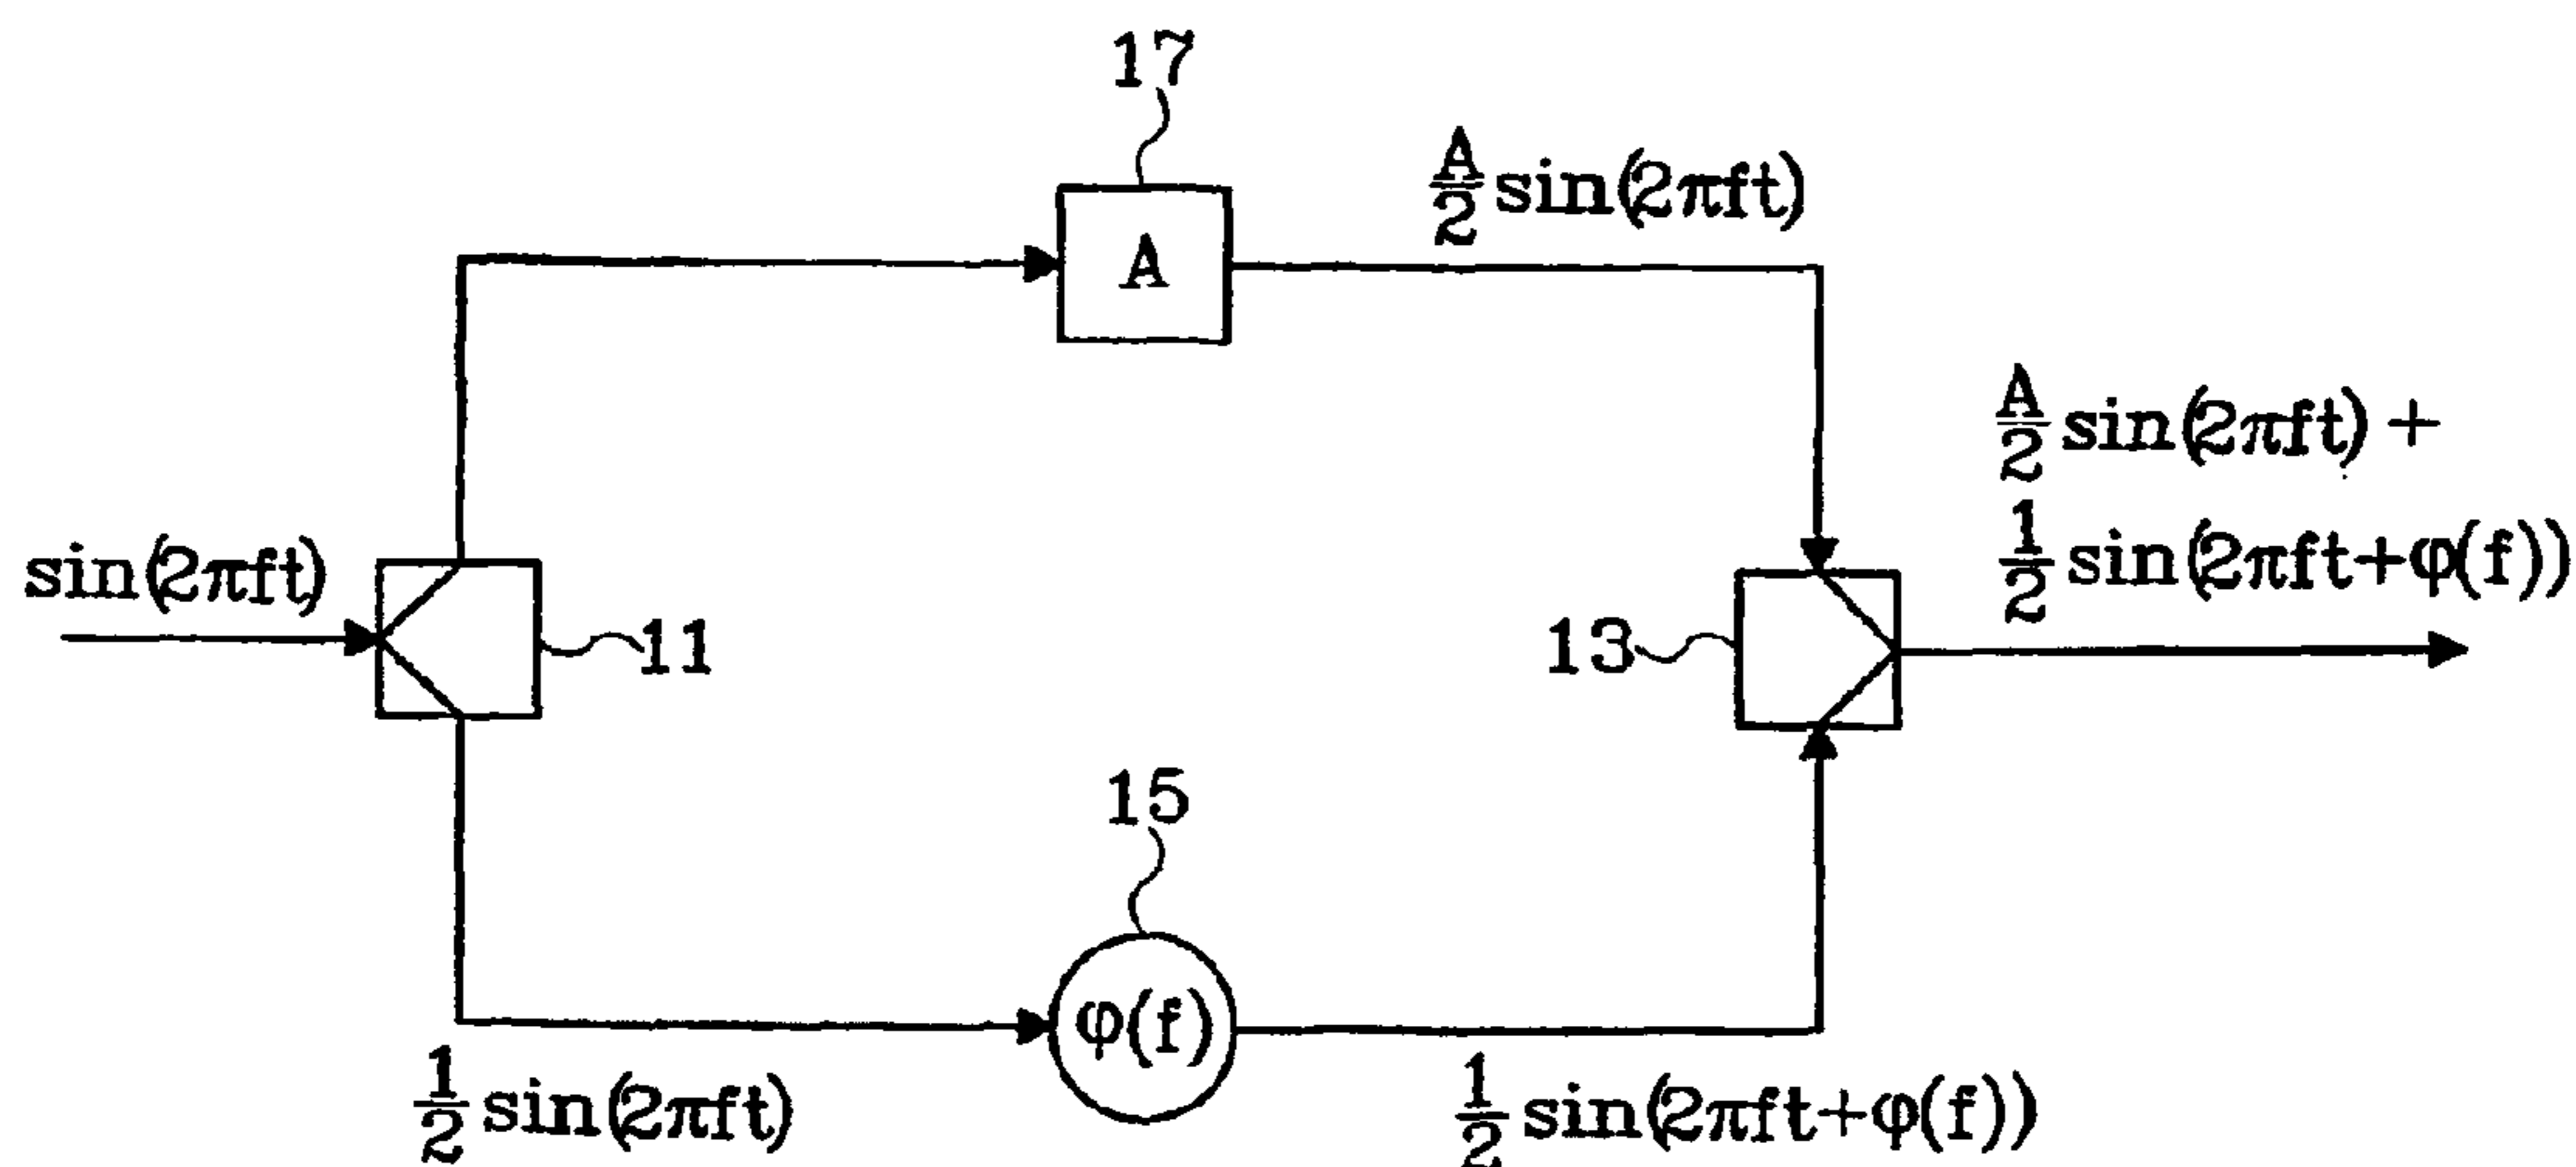 17
A/2 sin(2πft)
A
A/2 sin(2πft) +
1/2 sin(2πft+φ(f))
sin(2πft)
11
13
15
φ(f)
1/2 sin(2πft)
1/2 sin(2πft+φ(f))